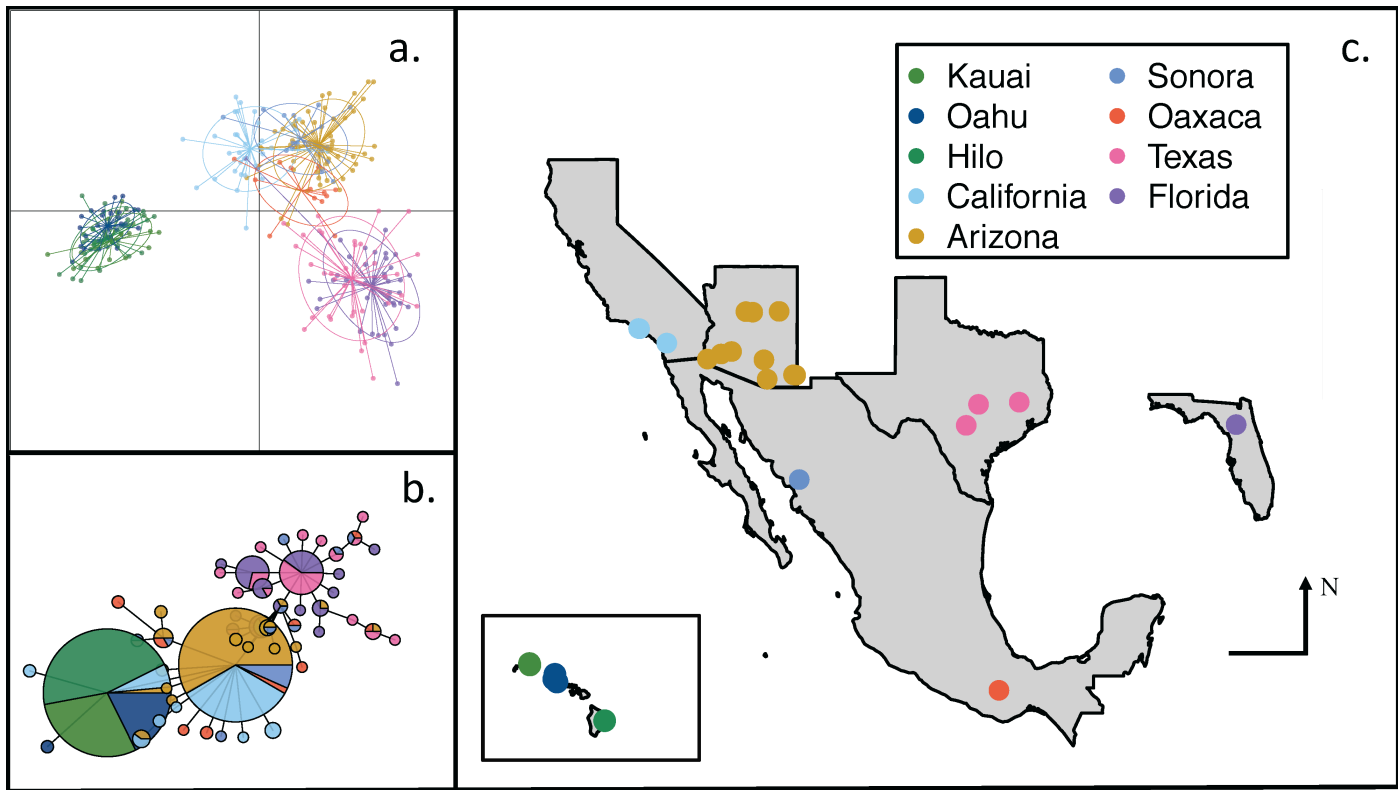 a.
b.
c.
Kauai
Oahu
Hilo
California
Arizona
Sonora
Oaxaca
Texas
Florida
N